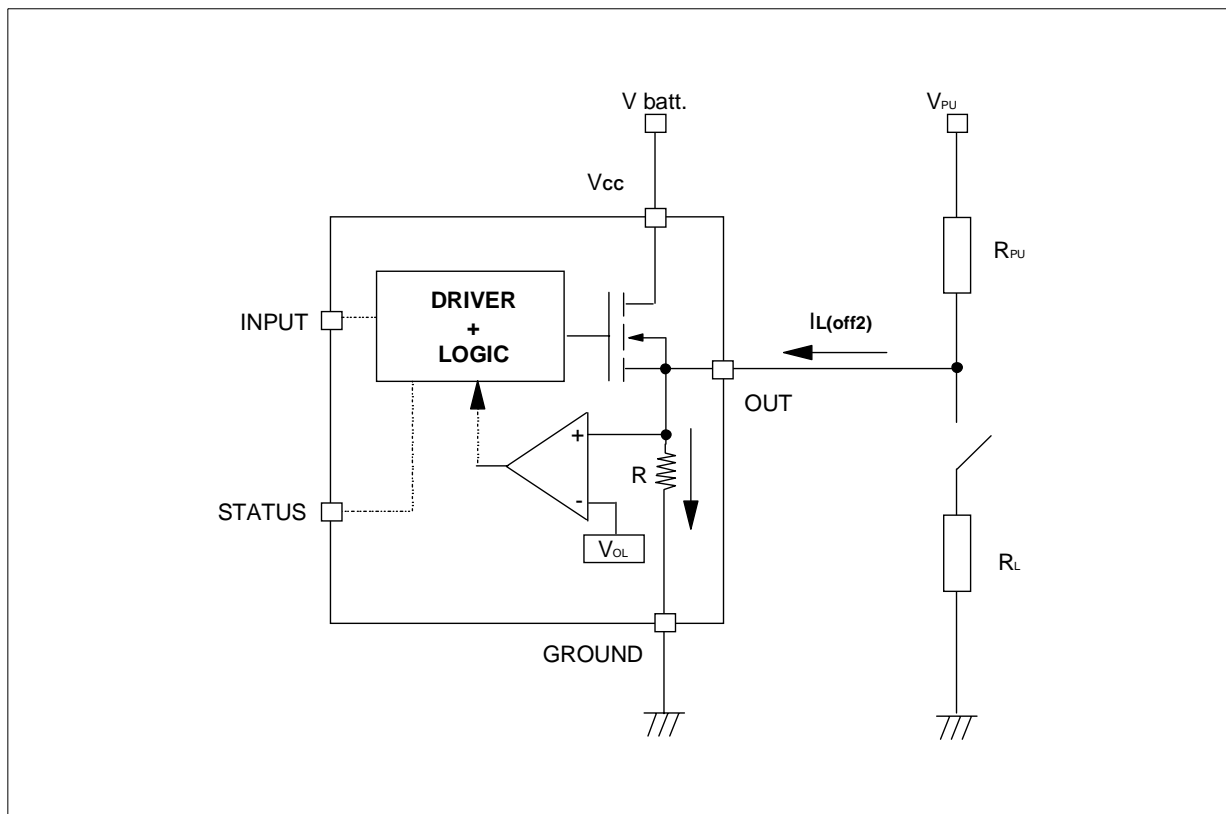 V batt.
VPU
Vcc
RPU
DRIVER
+
LOGIC
INPUT
IL(off2)
OUT
+
R
-
STATUS
VOL
RL
GROUND